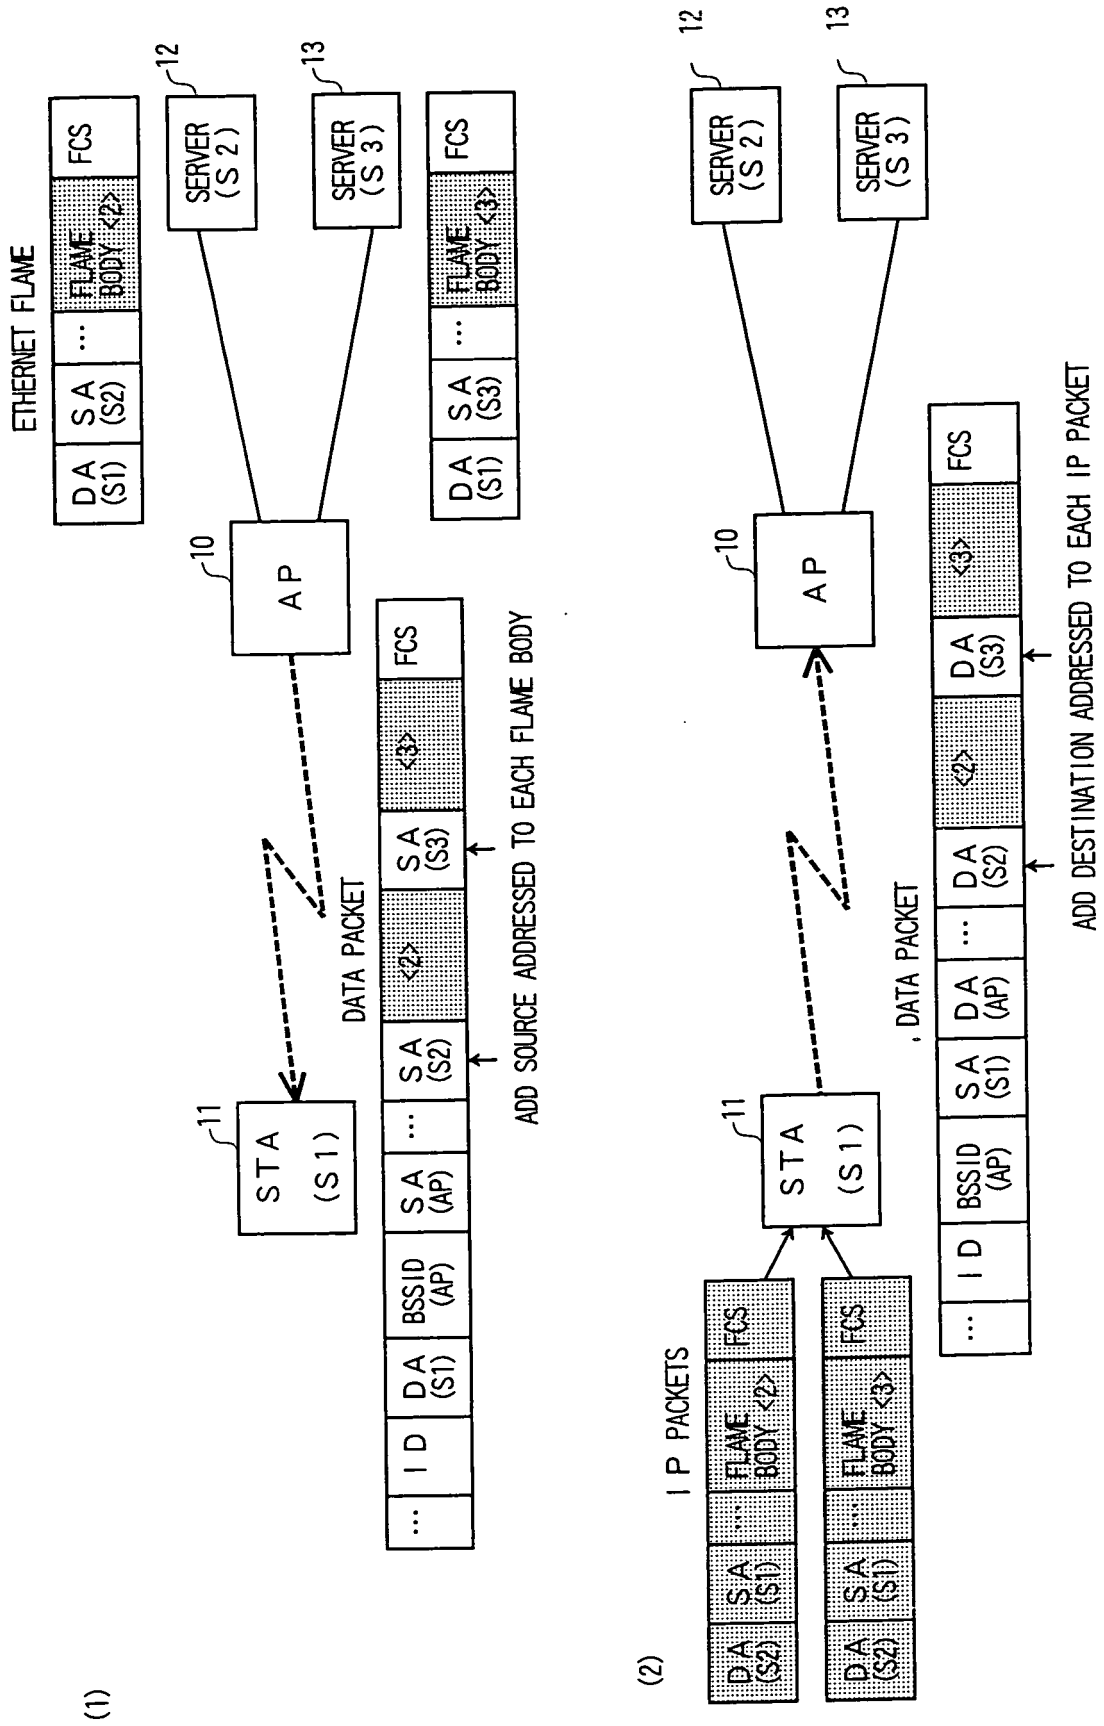 (1)
ETHERNET FLAME
DA (S1)
SA (S2)
...
FLAME BODY <2>
FCS
SERVER (S2)
12
SERVER (S3)
13
DA (S1)
SA (S3)
...
FLAME BODY <3>
FCS
10
AP
11
STA (S1)
DATA PACKET
...
ID
DA (S1)
BSSID (AP)
SA (AP)
...
SA (S2)
<2>
SA (S3)
<3>
FCS
ADD SOURCE ADDRESSED TO EACH FLAME BODY
(2)
IP PACKETS
DA (S2)
SA (S1)
...
FLAME BODY <2>
FCS
DA (S2)
SA (S1)
...
FLAME BODY <3>
FCS
11
STA (S1)
10
AP
SERVER (S2)
12
SERVER (S3)
13
DATA PACKET
...
ID
BSSID (AP)
SA (S1)
DA (AP)
...
DA (S2)
<2>
DA (S3)
<3>
FCS
ADD DESTINATION ADDRESSED TO EACH IP PACKET